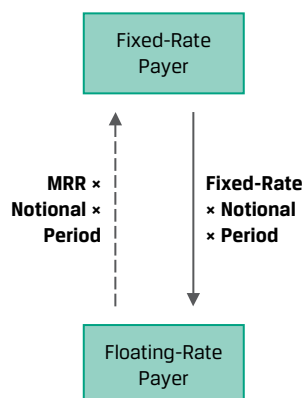 Fixed-Rate
Payer
MRR ×
Notional ×
Period
Fixed-Rate
× Notional
× Period
Floating-Rate
Payer